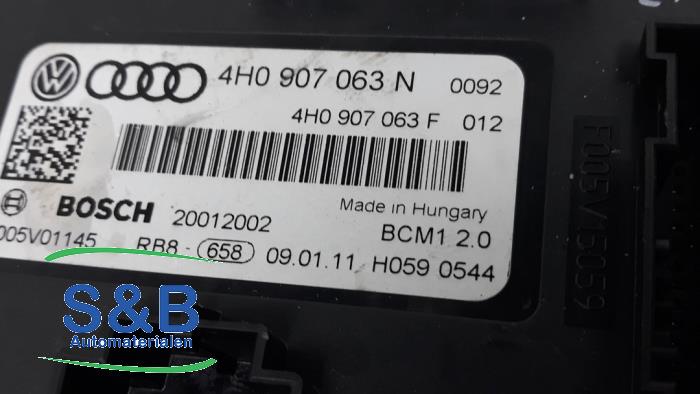 4H0 907 063 N 0092
4H0 907 063 F 012
BOSCH 20012002
Made in Hungary
BCM1 2.0
005V01145 RB8 - 658 09.01.11 H059 0544
F005V15059
S&B
Automaterialen